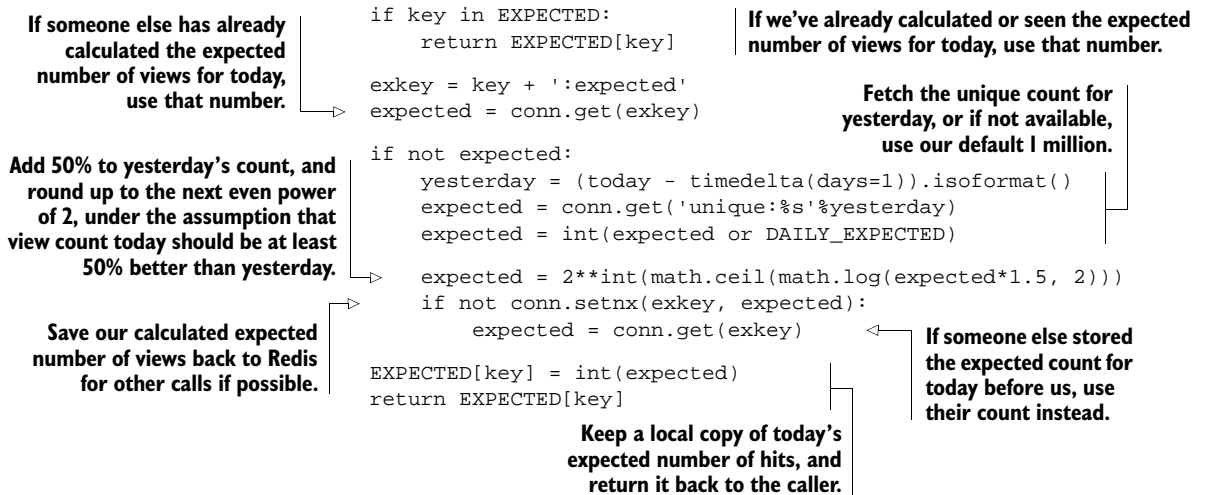 if key in EXPECTED:
return EXPECTED[key]
If we've already calculated or seen the expected
number of views for today, use that number.
If someone else has already
calculated the expected
number of views for today,
use that number.
exkey = key + ':expected'
expected = conn.get(exkey)
Fetch the unique count for
yesterday, or if not available,
use our default 1 million.
if not expected:
yesterday = (today - timedelta(days=1)).isoformat()
expected = conn.get('unique:%s'%yesterday)
expected = int(expected or DAILY_EXPECTED)
Add 50% to yesterday's count, and
round up to the next even power
of 2, under the assumption that
view count today should be at least
50% better than yesterday.
expected = 2**int(math.ceil(math.log(expected*1.5, 2)))
if not conn.setnx(exkey, expected):
expected = conn.get(exkey)
Save our calculated expected
number of views back to Redis
for other calls if possible.
If someone else stored
the expected count for
today before us, use
their count instead.
EXPECTED[key] = int(expected)
return EXPECTED[key]
Keep a local copy of today's
expected number of hits, and
return it back to the caller.